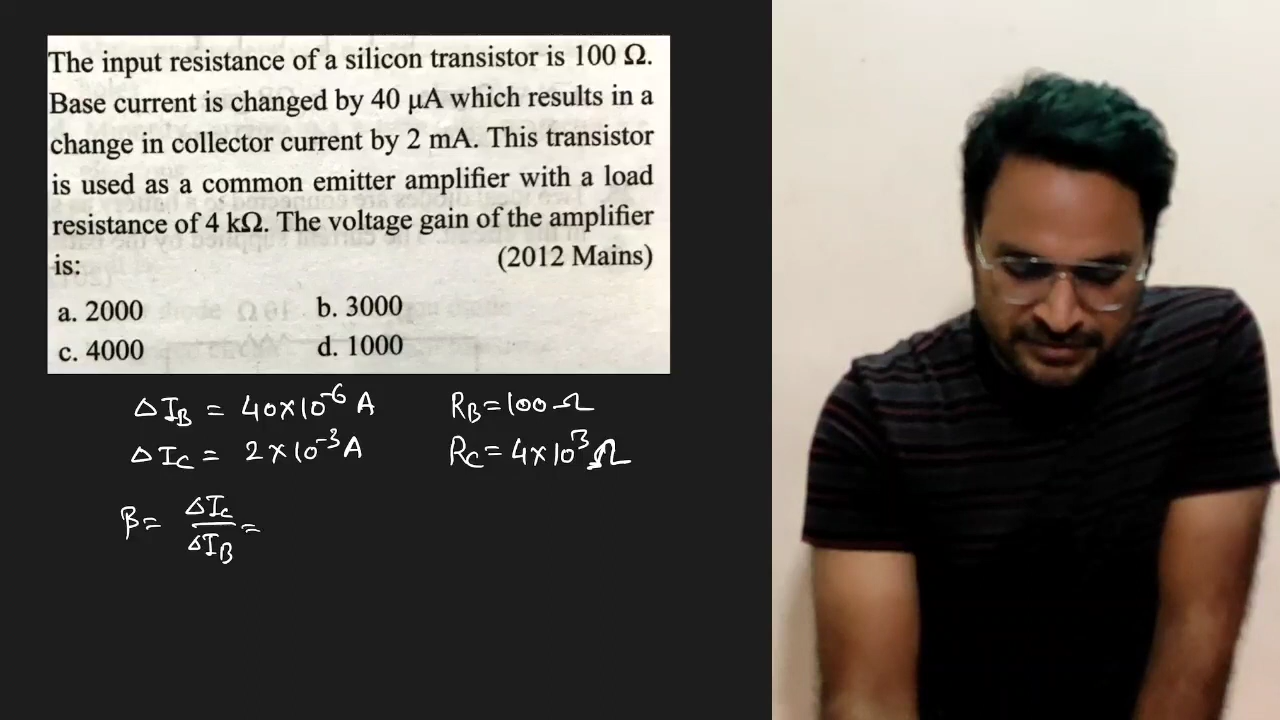 The input resistance of a silicon transistor is 100 Ω.
Base current is changed by 40 μA which results in a
change in collector current by 2 mA. This transistor
is used as a common emitter amplifier with a load
resistance of 4 kΩ. The voltage gain of the amplifier
is: (2012 Mains)
a. 2000 b. 3000
c. 4000 d. 1000
ΔI_B = 40×10⁻⁶ A R_B = 100 Ω
ΔI_C = 2×10⁻³ A R_C = 4×10³ Ω
β = ΔI_C / ΔI_B =